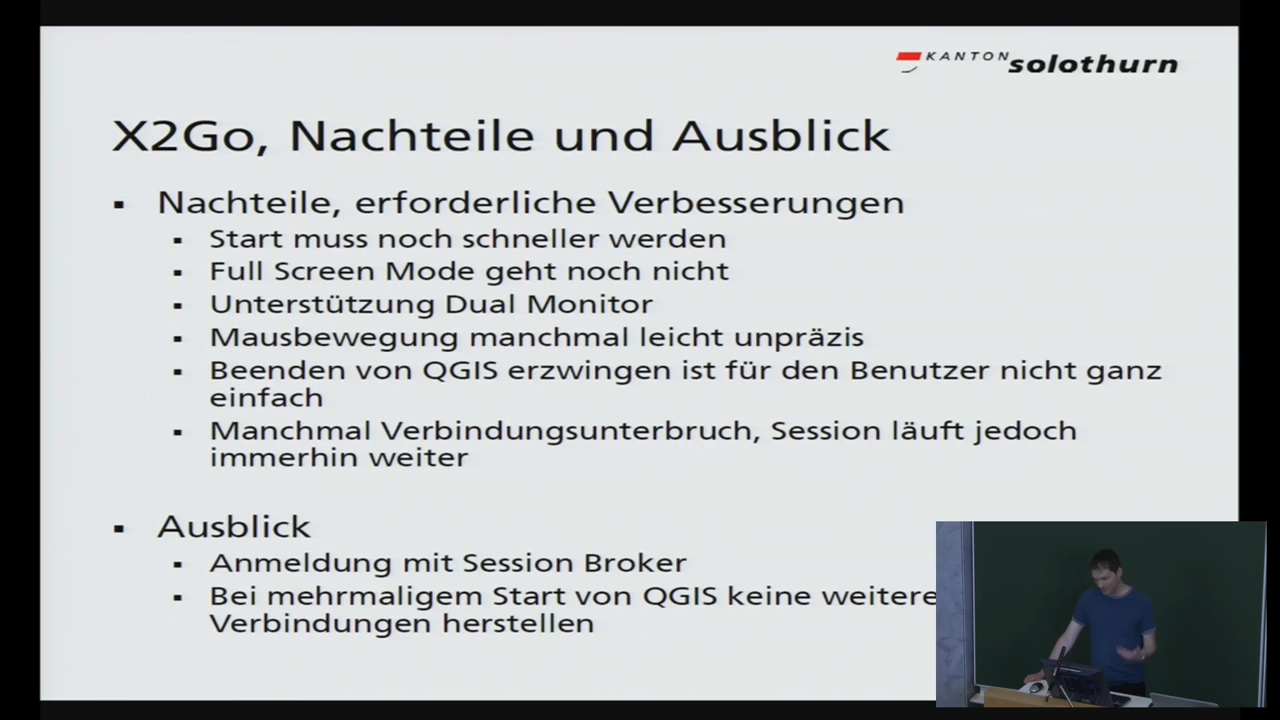 KANTON solothurn
X2Go, Nachteile und Ausblick
▪ Nachteile, erforderliche Verbesserungen
▪ Start muss noch schneller werden
▪ Full Screen Mode geht noch nicht
▪ Unterstützung Dual Monitor
▪ Mausbewegung manchmal leicht unpräzis
▪ Beenden von QGIS erzwingen ist für den Benutzer nicht ganz
einfach
▪ Manchmal Verbindungsunterbruch, Session läuft jedoch
immerhin weiter
▪ Ausblick
▪ Anmeldung mit Session Broker
▪ Bei mehrmaligem Start von QGIS keine weitere
Verbindungen herstellen